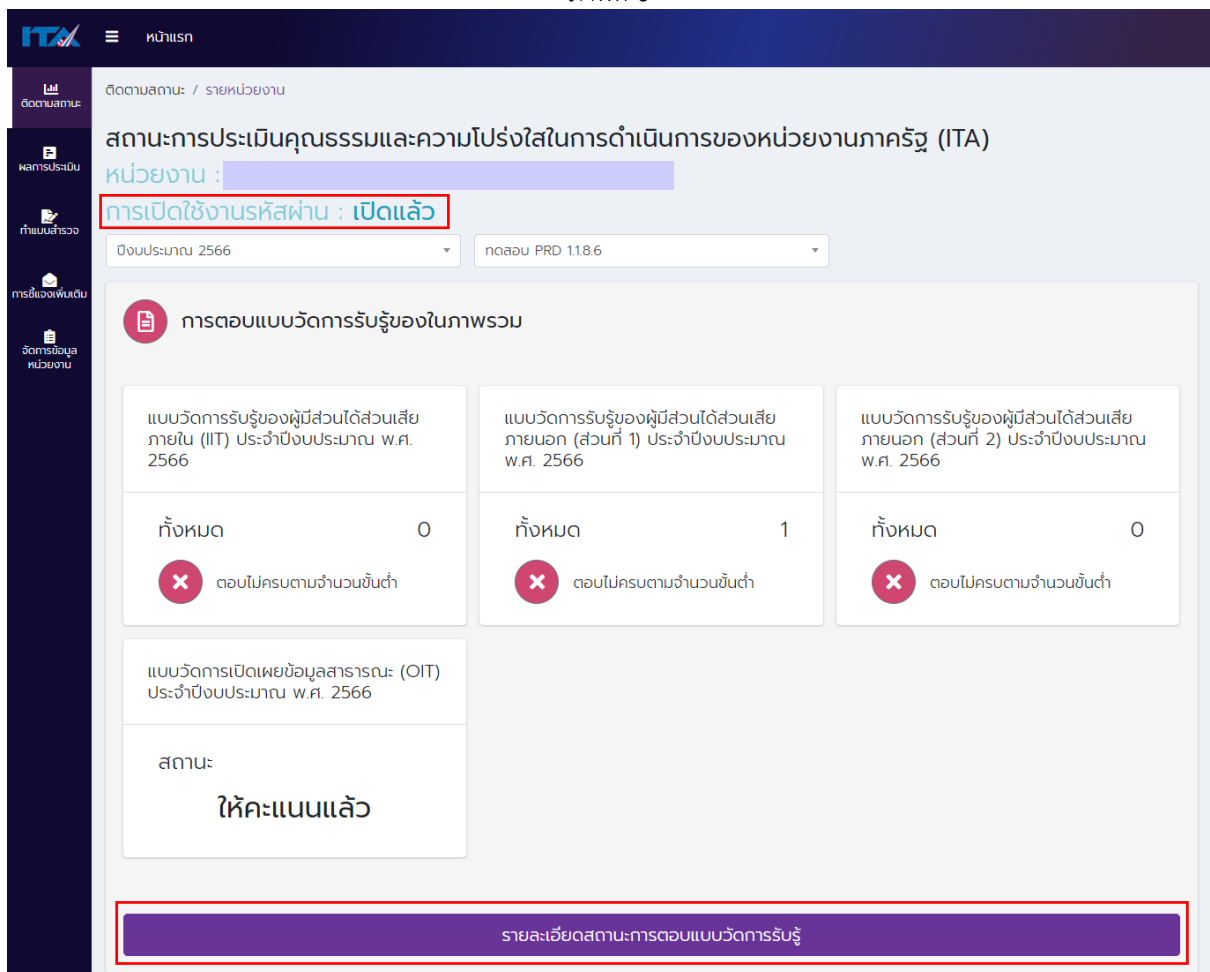 ITA
หน้าแรก
ติดตามสถานะ
ผลการประเมิน
ทำแบบสำรวจ
การชี้แจงเพิ่มเติม
จัดการข้อมูล
หน่วยงาน
ติดตามสถานะ / รายหน่วยงาน
สถานะการประเมินคุณธรรมและความโปร่งใสในการดำเนินการของหน่วยงานภาครัฐ (ITA)
หน่วยงาน :
การเปิดใช้งานรหัสผ่าน : เปิดแล้ว
ปีงบประมาณ 2566
ทดสอบ PRD 1.1.8.6
การตอบแบบวัดการรับรู้ของในภาพรวม
แบบวัดการรับรู้ของผู้มีส่วนได้ส่วนเสีย
ภายใน (IIT) ประจำปีงบประมาณ พ.ศ.
2566
ทั้งหมด 0
ตอบไม่ครบตามจำนวนขั้นต่ำ
แบบวัดการรับรู้ของผู้มีส่วนได้ส่วนเสีย
ภายนอก (ส่วนที่ 1) ประจำปีงบประมาณ
พ.ศ. 2566
ทั้งหมด 1
ตอบไม่ครบตามจำนวนขั้นต่ำ
แบบวัดการรับรู้ของผู้มีส่วนได้ส่วนเสีย
ภายนอก (ส่วนที่ 2) ประจำปีงบประมาณ
พ.ศ. 2566
ทั้งหมด 0
ตอบไม่ครบตามจำนวนขั้นต่ำ
แบบวัดการเปิดเผยข้อมูลสาธารณะ (OIT)
ประจำปีงบประมาณ พ.ศ. 2566
สถานะ
ให้คะแนนแล้ว
รายละเอียดสถานะการตอบแบบวัดการรับรู้